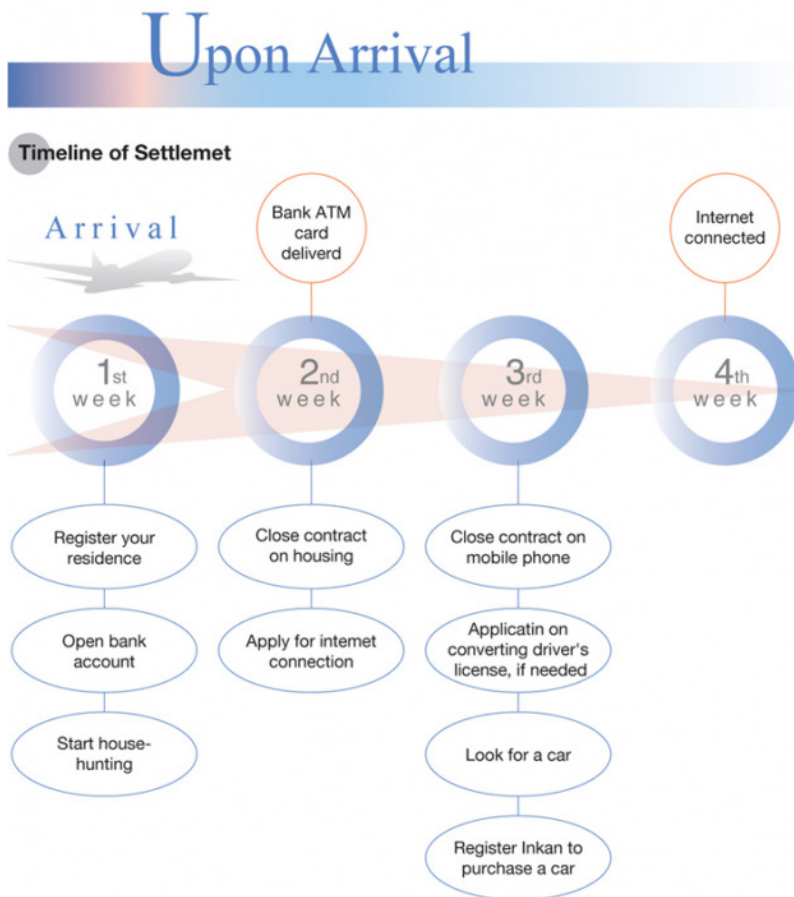 Upon Arrival
Timeline of Settlemet
Arrival
Bank ATM
card
deliverd
Internet
connected
1st
week
2nd
week
3rd
week
4th
week
Register your
residence
Open bank
account
Start house-
hunting
Close contract
on housing
Apply for internet
connection
Close contract on
mobile phone
Applicatin on
converting driver's
license, if needed
Look for a car
Register Inkan to
purchase a car